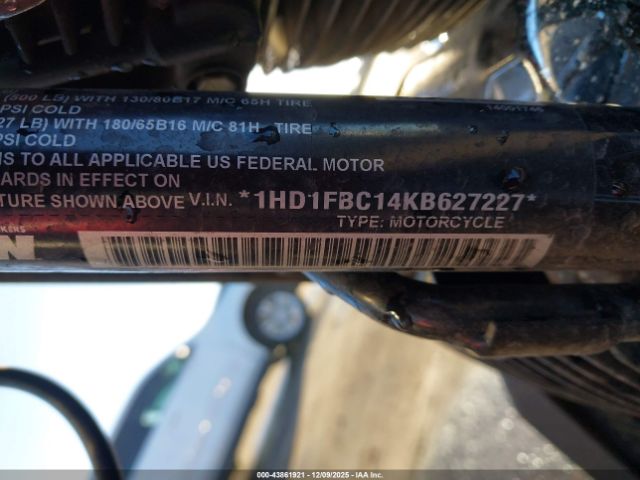 (500 LB) WITH 130/80B17 M/C 65H TIRE
PSI COLD
27 LB) WITH 180/65B16 M/C 81H TIRE
PSI COLD
NS TO ALL APPLICABLE US FEDERAL MOTOR
ARDS IN EFFECT ON
TURE SHOWN ABOVE V.I.N. *1HD1FBC14KB627227*
TYPE: MOTORCYCLE
000-43861921 - 12/09/2025 - IAA Inc.